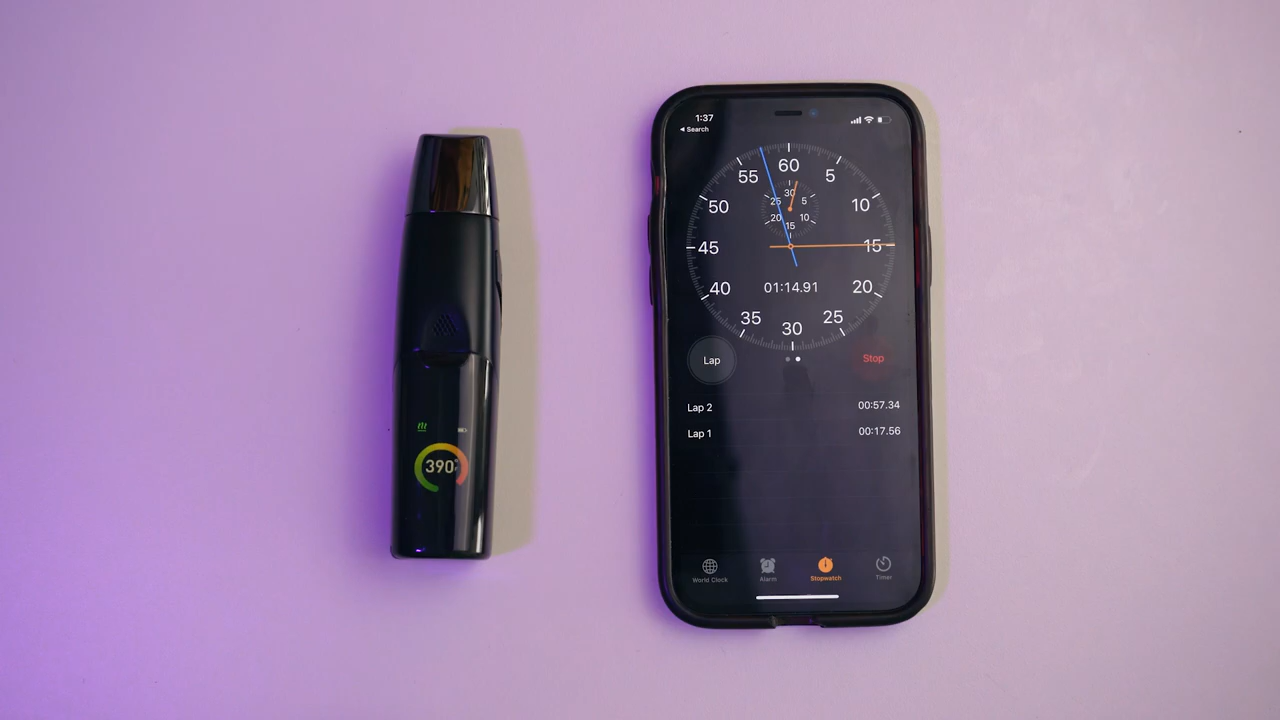 390°
1:37
◀ Search
60
5
10
15
20
25
30
35
40
45
50
55
30
5
10
15
20
25
01:14.91
Lap
Stop
Lap 2 00:57.34
Lap 1 00:17.56
World Clock
Alarm
Stopwatch
Timer